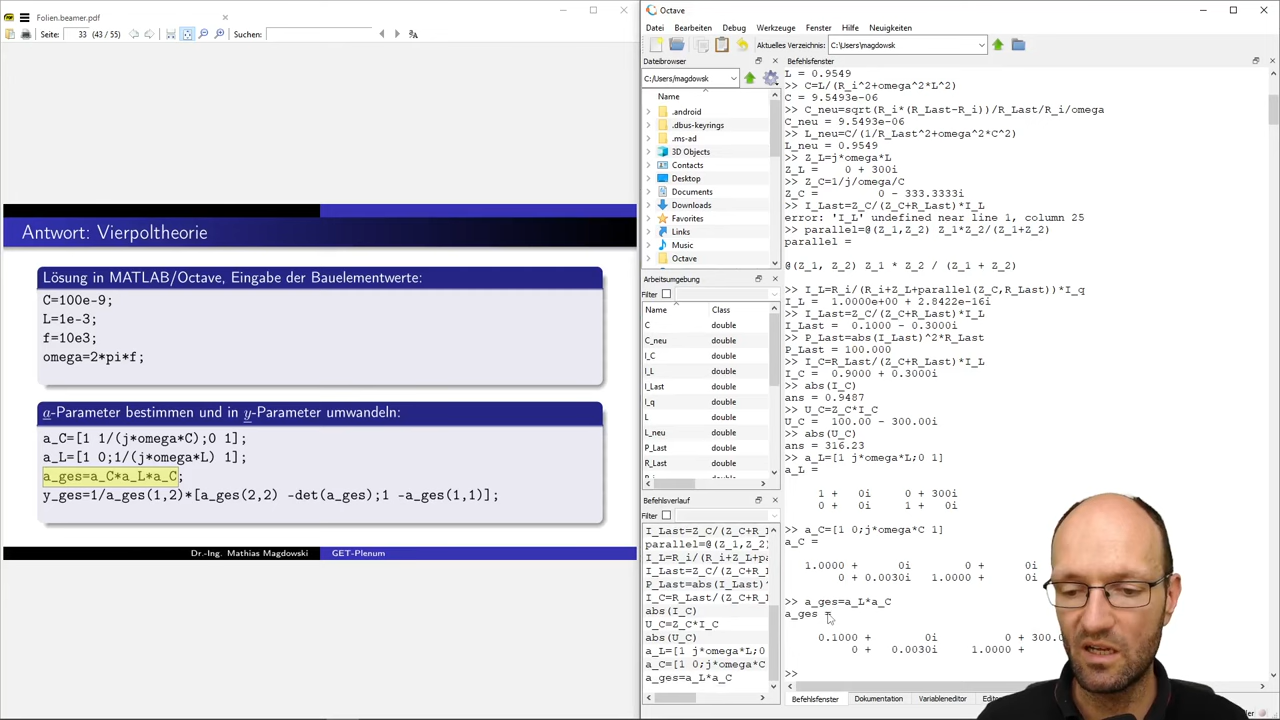 Folien.beamer.pdf
Seite: 33 (43 / 55) Suchen:
Antwort: Vierpoltheorie
Lösung in MATLAB/Octave, Eingabe der Bauelementwerte:
C=100e-9;
L=1e-3;
f=10e3;
omega=2*pi*f;
a-Parameter bestimmen und in y-Parameter umwandeln:
a_C=[1 1/(j*omega*C);0 1];
a_L=[1 0;1/(j*omega*L) 1];
a_ges=a_C*a_L*a_C;
y_ges=1/a_ges(1,2)*[a_ges(2,2) -det(a_ges);1 -a_ges(1,1)];
Dr.-Ing. Mathias Magdowski GET-Plenum
Octave
Datei Bearbeiten Debug Werkzeuge Fenster Hilfe Neuigkeiten
Aktuelles Verzeichnis: C:\Users\magdowsk
Dateibrowser
C:/Users/magdowsk
Name
.android
.dbus-keyrings
.ms-ad
3D Objects
Contacts
Desktop
Documents
Downloads
Favorites
Links
Music
Octave
Arbeitsumgebung
Filter
Name Class
C double
C_neu double
I_C double
I_L double
I_Last double
I_q double
L double
L_neu double
P_Last double
R_Last double
R_i double
Befehlsverlauf
Filter
I_Last=Z_C/(Z_C+R_
parallel=@(Z_1,Z_2)
I_L=R_i/(R_i+Z_L+pa
I_Last=Z_C/(Z_C+R_
P_Last=abs(I_Last)^
I_C=R_Last/(Z_C+R_
abs(I_C)
U_C=Z_C*I_C
abs(U_C)
a_L=[1 j*omega*L;0
a_C=[1 0;j*omega*C
a_ges=a_L*a_C
Befehlsfenster
L = 0.9549
>> C=L/(R_i^2+omega^2*L^2)
C = 9.5493e-06
>> C_neu=sqrt(R_i*(R_Last-R_i))/R_Last/R_i/omega
C_neu = 9.5493e-06
>> L_neu=C/(1/R_Last^2+omega^2*C^2)
L_neu = 0.9549
>> Z_L=j*omega*L
Z_L = 0 + 300i
>> Z_C=1/j/omega/C
Z_C = 0 - 333.3333i
>> I_Last=Z_C/(Z_C+R_Last)*I_L
error: 'I_L' undefined near line 1, column 25
>> parallel=@(Z_1,Z_2) Z_1*Z_2/(Z_1+Z_2)
parallel =
@(Z_1, Z_2) Z_1 * Z_2 / (Z_1 + Z_2)
>> I_L=R_i/(R_i+Z_L+parallel(Z_C,R_Last))*I_q
I_L = 1.0000e+00 + 2.8422e-16i
>> I_Last=Z_C/(Z_C+R_Last)*I_L
I_Last = 0.1000 - 0.3000i
>> P_Last=abs(I_Last)^2*R_Last
P_Last = 100.000
>> I_C=R_Last/(Z_C+R_Last)*I_L
I_C = 0.9000 + 0.3000i
>> abs(I_C)
ans = 0.9487
>> U_C=Z_C*I_C
U_C = 100.00 - 300.00i
>> abs(U_C)
ans = 316.23
>> a_L=[1 j*omega*L;0 1]
a_L =
1 + 0i 0 + 300i
0 + 0i 1 + 0i
>> a_C=[1 0;j*omega*C 1]
a_C =
1.0000 + 0i 0 + 0i
0 + 0.0030i 1.0000 + 0i
>> a_ges=a_L*a_C
a_ges =
0.1000 + 0i 0 + 300.0
0 + 0.0030i 1.0000 +
>>
Befehlsfenster Dokumentation Variableneditor